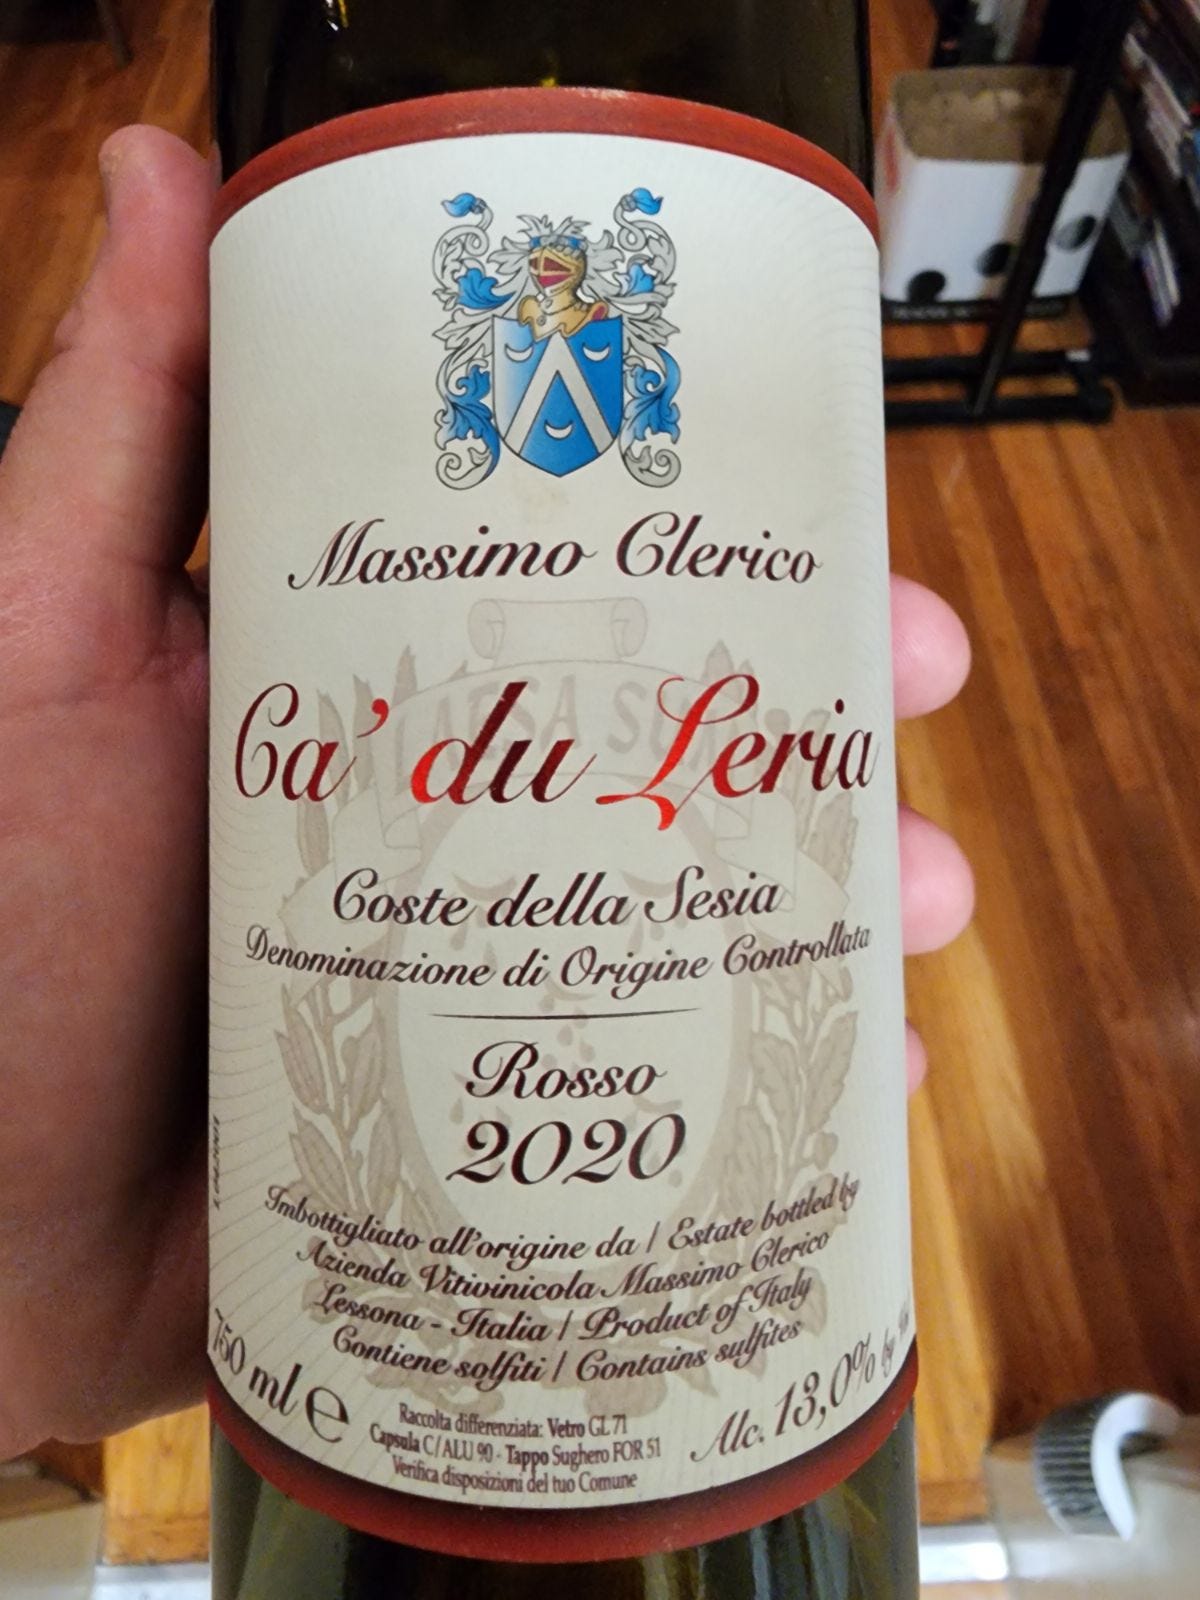 Massimo Clerico
Ca' du Leria
Coste della Sesia
Denominazione di Origine Controllata
Rosso
2020
Imbottigliato all'origine da / Estate bottled by
Azienda Vitivinicola Massimo Clerico
Lessona - Italia / Product of Italy
Contiene solfiti / Contains sulfites
750 ml e
Raccolta differenziata: Vetro GL 71
Capsula C/ALU 90 - Tappo Sughero FOR 51
Verifica disposizioni del tuo Comune
Alc. 13,0% by